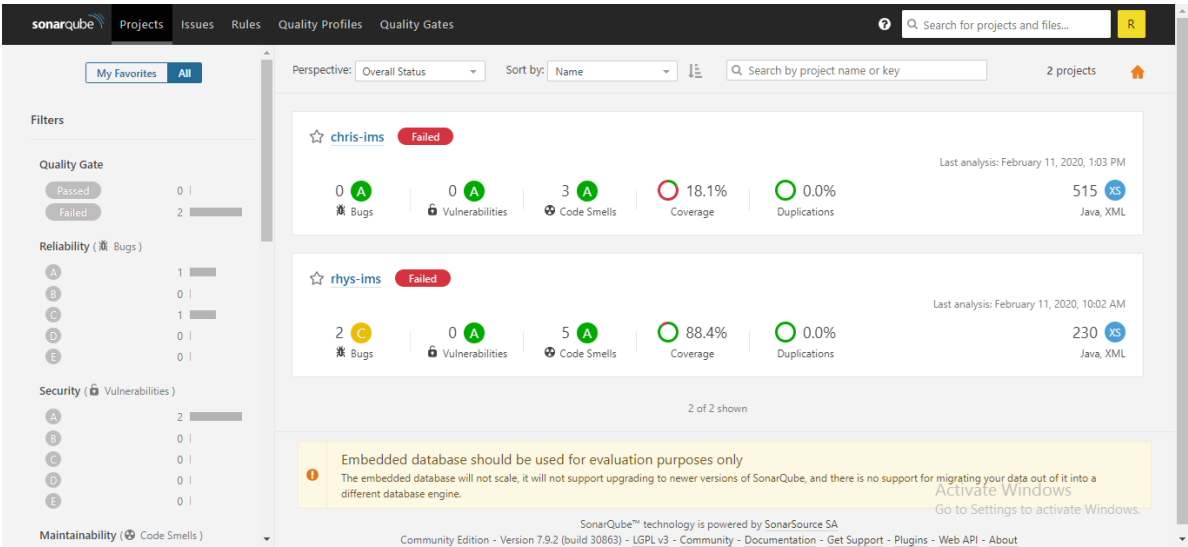 sonarqube Projects Issues Rules Quality Profiles Quality Gates ? Search for projects and files... R
My Favorites All
Perspective: Overall Status Sort by: Name Search by project name or key 2 projects
Filters
Quality Gate
Passed 0
Failed 2
Reliability ( Bugs )
A 1
B 0
C 1
D 0
E 0
Security ( Vulnerabilities )
A 2
B 0
C 0
D 0
E 0
Maintainability ( Code Smells )
chris-ims Failed
Last analysis: February 11, 2020, 1:03 PM
0 A 0 A 3 A 18.1% 0.0% 515 XS
Bugs Vulnerabilities Code Smells Coverage Duplications Java, XML
rhys-ims Failed
Last analysis: February 11, 2020, 10:02 AM
2 C 0 A 5 A 88.4% 0.0% 230 XS
Bugs Vulnerabilities Code Smells Coverage Duplications Java, XML
2 of 2 shown
Embedded database should be used for evaluation purposes only
The embedded database will not scale, it will not support upgrading to newer versions of SonarQube, and there is no support for migrating your data out of it into a
different database engine.
Activate Windows
Go to Settings to activate Windows.
SonarQube™ technology is powered by SonarSource SA
Community Edition - Version 7.9.2 (build 30863) - LGPL v3 - Community - Documentation - Get Support - Plugins - Web API - About